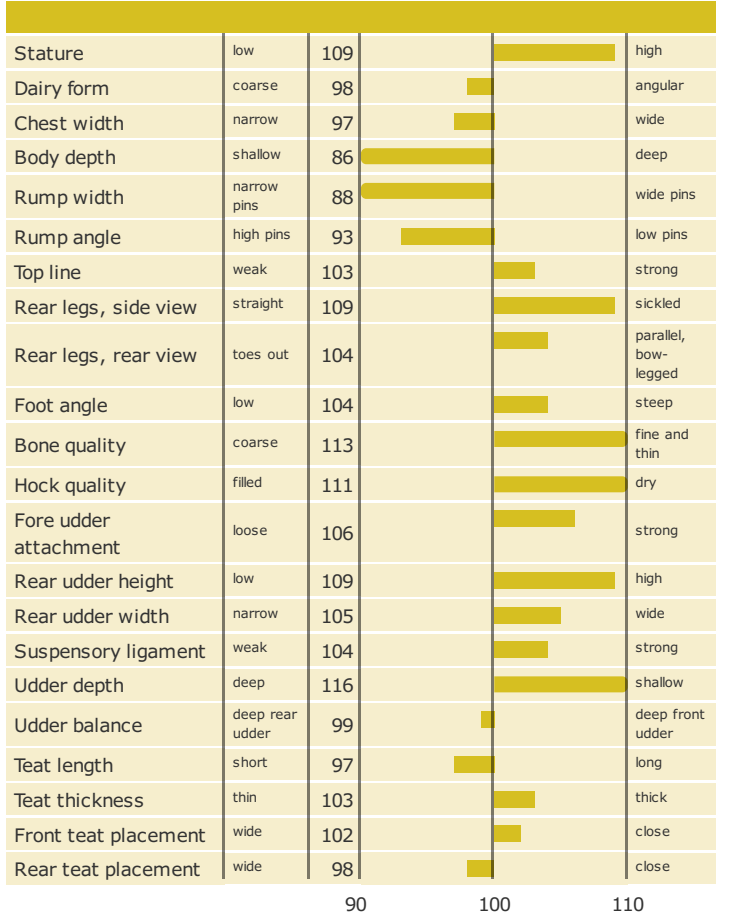 Stature low 109 high
Dairy form coarse 98 angular
Chest width narrow 97 wide
Body depth shallow 86 deep
Rump width narrow pins 88 wide pins
Rump angle high pins 93 low pins
Top line weak 103 strong
Rear legs, side view straight 109 sickled
Rear legs, rear view toes out 104 parallel, bow-legged
Foot angle low 104 steep
Bone quality coarse 113 fine and thin
Hock quality filled 111 dry
Fore udder attachment loose 106 strong
Rear udder height low 109 high
Rear udder width narrow 105 wide
Suspensory ligament weak 104 strong
Udder depth deep 116 shallow
Udder balance deep rear udder 99 deep front udder
Teat length short 97 long
Teat thickness thin 103 thick
Front teat placement wide 102 close
Rear teat placement wide 98 close
90 100 110